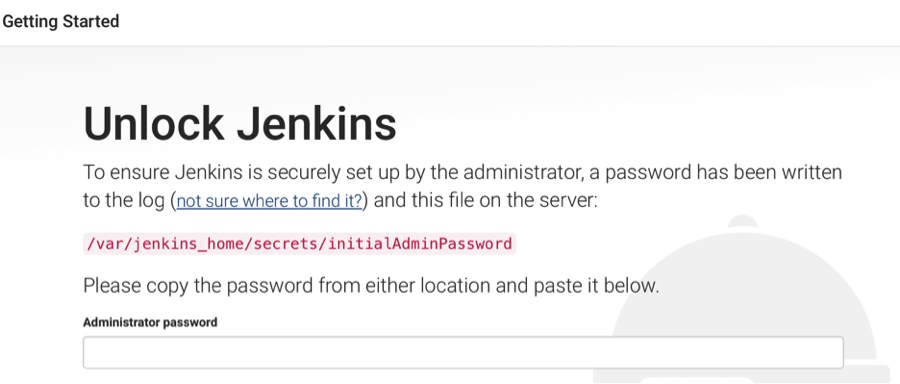 Getting Started
Unlock Jenkins
To ensure Jenkins is securely set up by the administrator, a password has been written
to the log (not sure where to find it?) and this file on the server:
/var/jenkins_home/secrets/initialAdminPassword
Please copy the password from either location and paste it below.
Administrator password